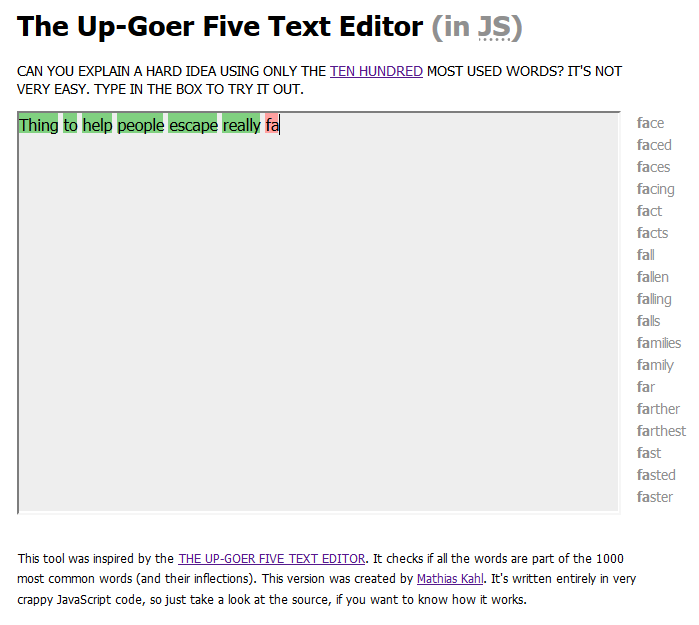 The Up-Goer Five Text Editor (in JS)
CAN YOU EXPLAIN A HARD IDEA USING ONLY THE TEN HUNDRED MOST USED WORDS? IT'S NOT
VERY EASY. TYPE IN THE BOX TO TRY IT OUT.
Thing to help people escape really fa
face
faced
faces
facing
fact
facts
fall
fallen
falling
falls
families
family
far
farther
farthest
fast
fasted
faster
This tool was inspired by the THE UP-GOER FIVE TEXT EDITOR. It checks if all the words are part of the 1000
most common words (and their inflections). This version was created by Mathias Kahl. It's written entirely in very
crappy JavaScript code, so just take a look at the source, if you want to know how it works.